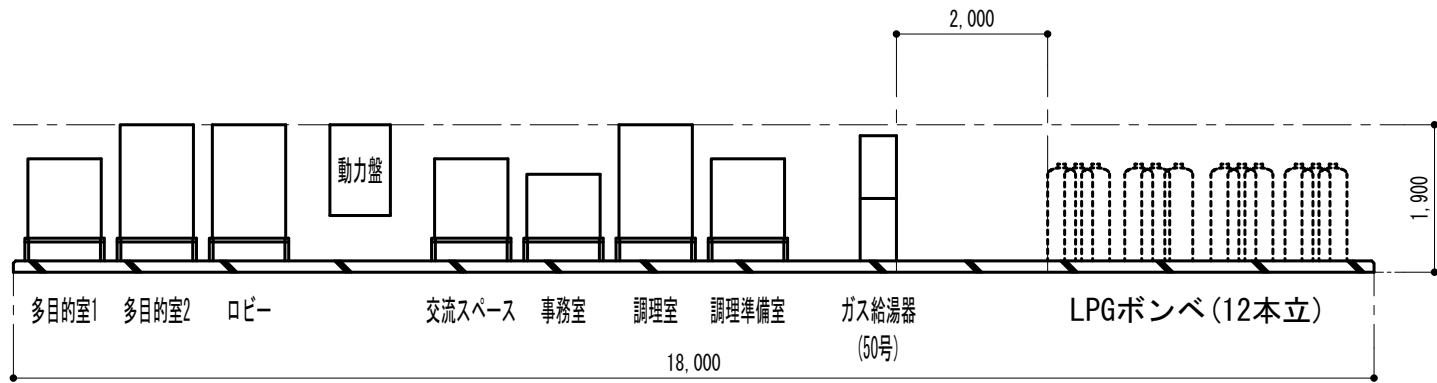 2,000
動力盤
1,900
多目的室1
多目的室2
ロビー
交流スペース
事務室
調理室
調理準備室
ガス給湯器
(50号)
LPGボンベ(12本立)
18,000